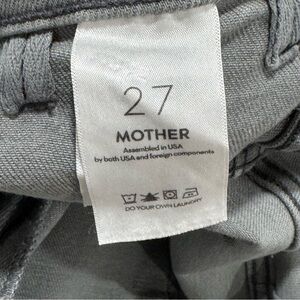 27
MOTHER
Assembled in USA
by both USA and foreign components
DO YOUR OWN LAUNDRY